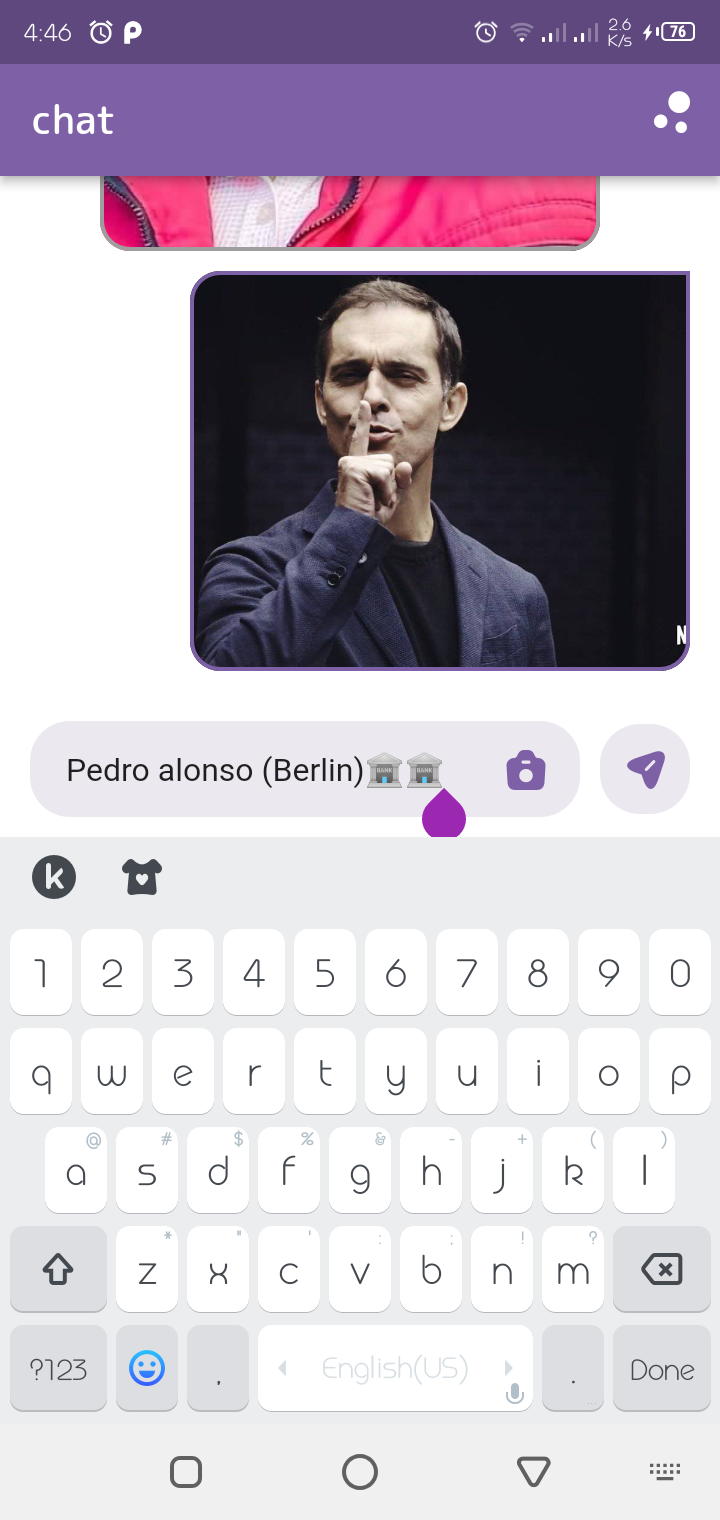 4:46
2.6
K/s
76
chat
N
Pedro alonso (Berlin)🏦🏦
k
1 2 3 4 5 6 7 8 9 0
q w e r t y u i o p
@ # $ % & - + ( )
a s d f g h j k l
* " ' : ; ! ?
z x c v b n m
?123 , English(US) . Done